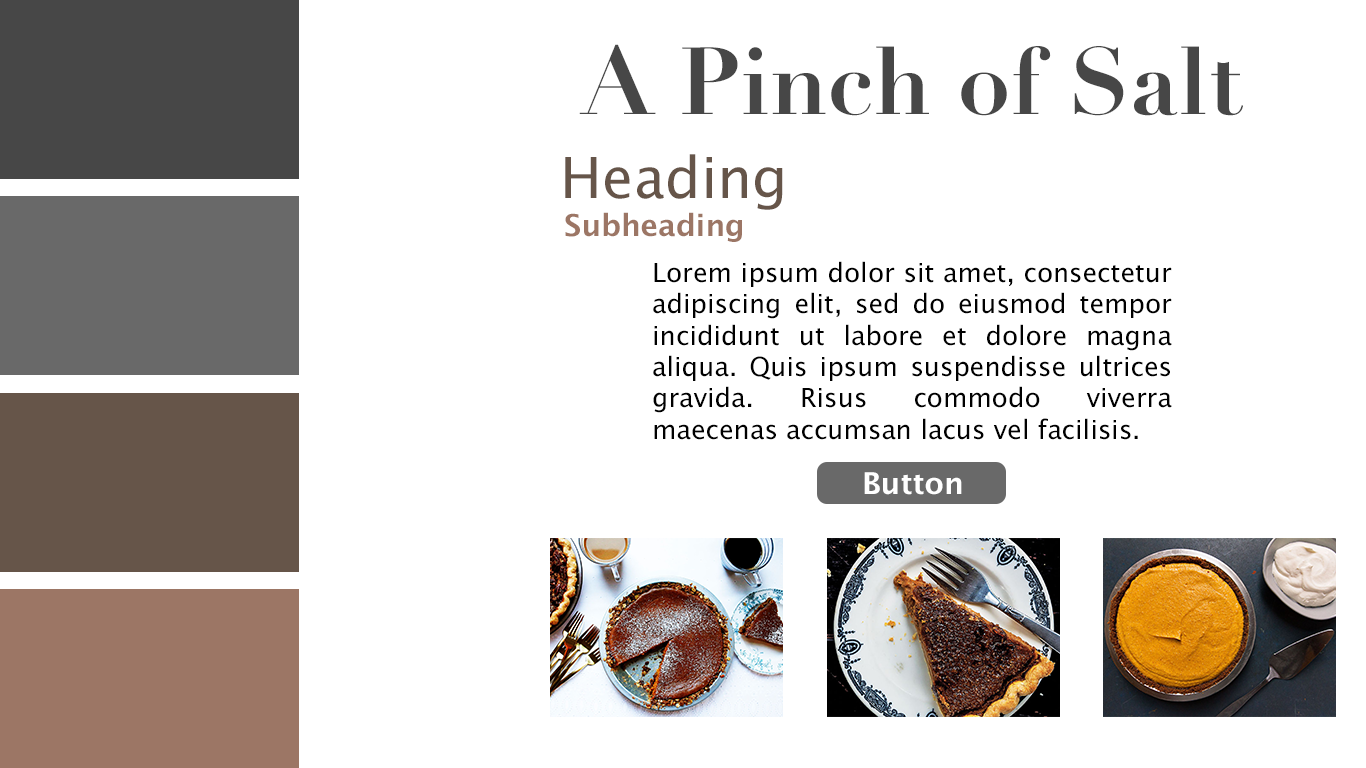 A Pinch of Salt
Heading
Subheading
Lorem ipsum dolor sit amet, consectetur
adipiscing elit, sed do eiusmod tempor
incididunt ut labore et dolore magna
aliqua. Quis ipsum suspendisse ultrices
gravida. Risus commodo viverra
maecenas accumsan lacus vel facilisis.
Button